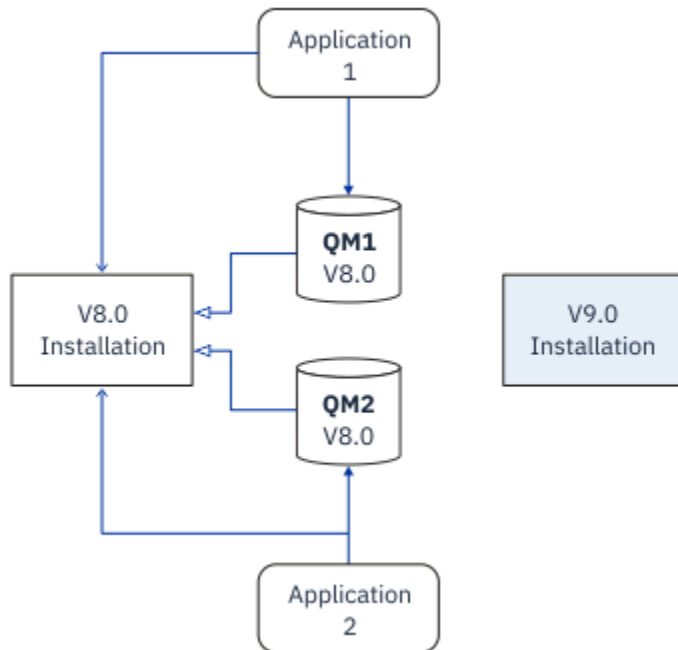 Application
1
QM1
V8.0
V8.0
Installation
V9.0
Installation
QM2
V8.0
Application
2